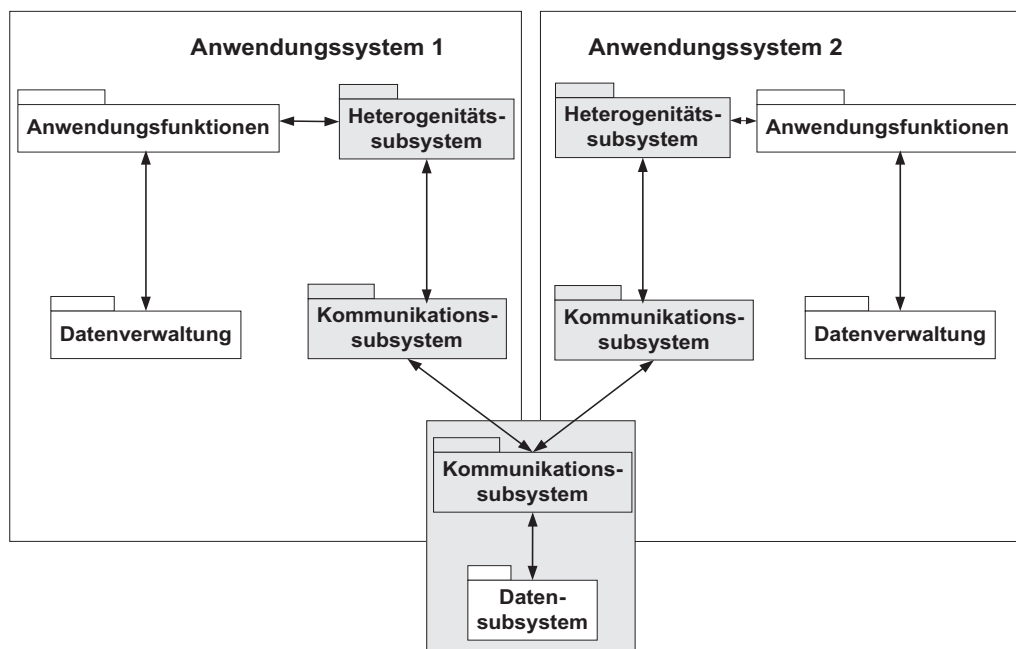 Anwendungssystem 1
Anwendungsfunktionen
Heterogenitäts-
subsystem
Datenverwaltung
Kommunikations-
subsystem
Anwendungssystem 2
Heterogenitäts-
subsystem
Anwendungsfunktionen
Kommunikations-
subsystem
Datenverwaltung
Kommunikations-
subsystem
Daten-
subsystem